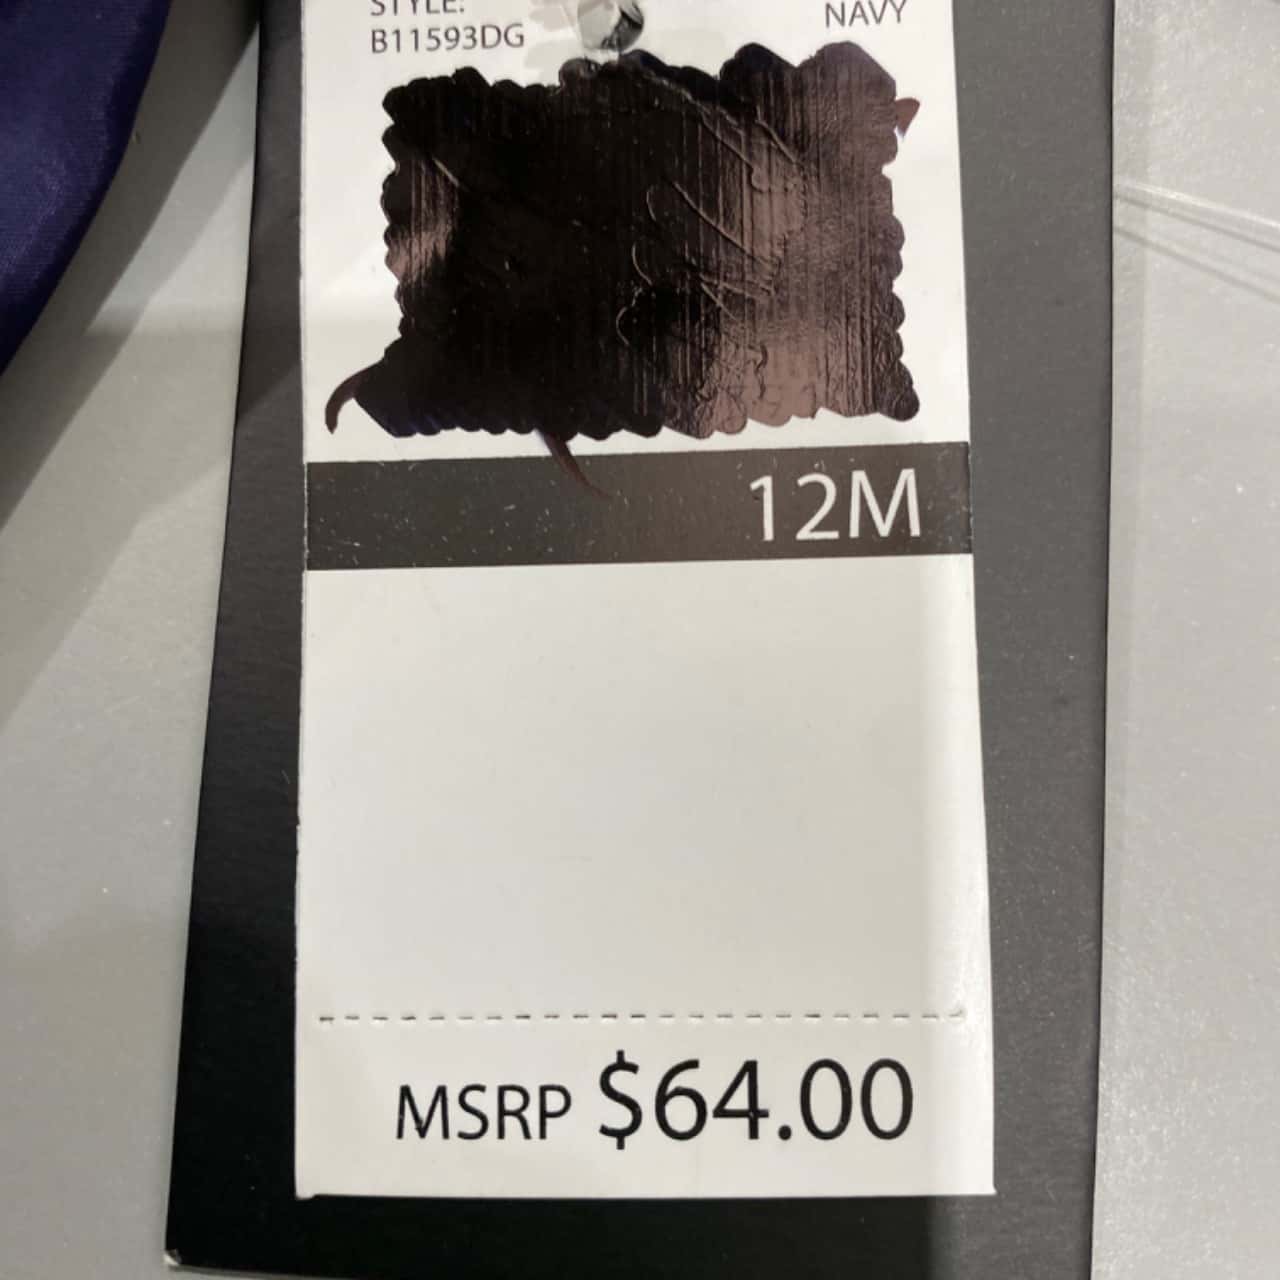 STYLE:
B11593DG
NAVY
12M
MSRP $64.00